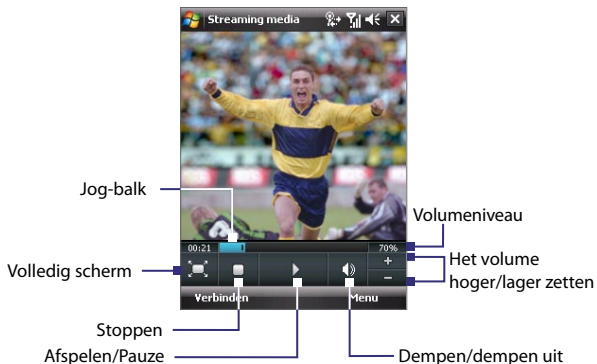 Streaming media
Jog-balk
Volumeniveau
00:21
70%
Volledig scherm
+
Het volume
hoger/lager zetten
−
Verbinden
Menu
Stoppen
Afspelen/Pauze
Dempen/dempen uit